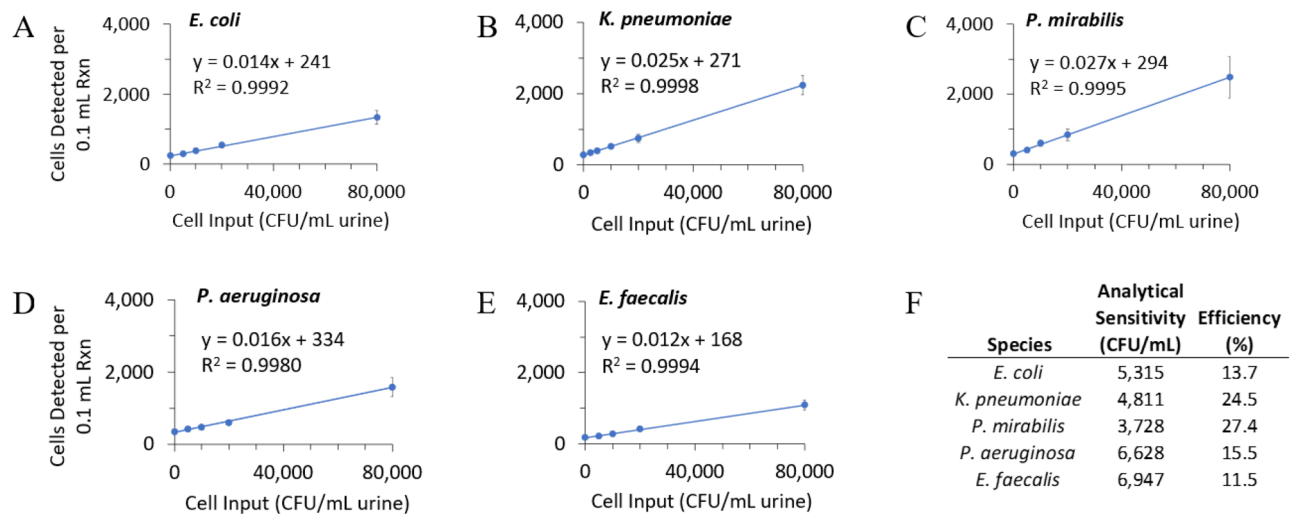 A
E. coli
4,000
2,000
0
y = 0.014x + 241
R² = 0.9992
Cells Detected per
0.1 mL Rxn
0 40,000 80,000
Cell Input (CFU/mL urine)
B
K. pneumoniae
4,000
2,000
0
y = 0.025x + 271
R² = 0.9998
0 40,000 80,000
Cell Input (CFU/mL urine)
C
P. mirabilis
4,000
2,000
0
y = 0.027x + 294
R² = 0.9995
0 40,000 80,000
Cell Input (CFU/mL urine)
D
P. aeruginosa
4,000
2,000
0
y = 0.016x + 334
R² = 0.9980
Cells Detected per
0.1 mL Rxn
0 40,000 80,000
Cell Input (CFU/mL urine)
E
E. faecalis
4,000
2,000
0
y = 0.012x + 168
R² = 0.9994
0 40,000 80,000
Cell Input (CFU/mL urine)
F
Analytical
Sensitivity Efficiency
Species (CFU/mL) (%)
E. coli 5,315 13.7
K. pneumoniae 4,811 24.5
P. mirabilis 3,728 27.4
P. aeruginosa 6,628 15.5
E. faecalis 6,947 11.5